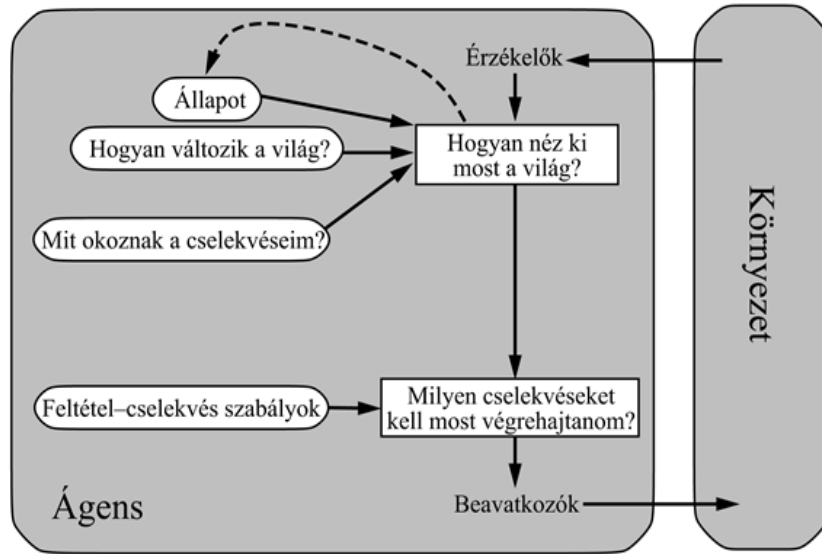 Érzékelők
Állapot
Hogyan változik a világ?
Hogyan néz ki
most a világ?
Mit okoznak a cselekvéseim?
Környezet
Feltétel–cselekvés szabályok
Milyen cselekvéseket
kell most végrehajtanom?
Ágens
Beavatkozók